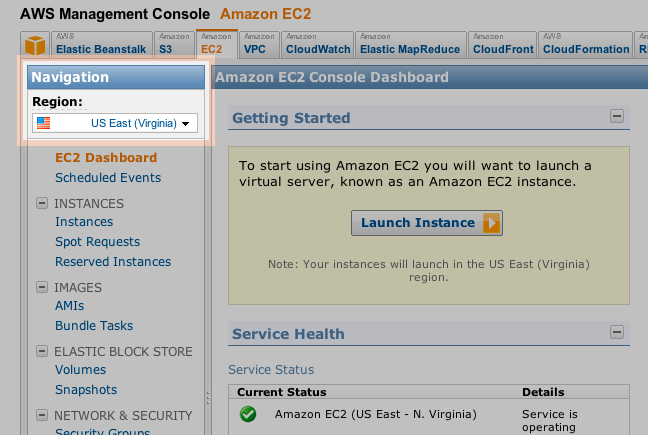 AWS Management Console Amazon EC2
AWS
Elastic Beanstalk
Amazon
S3
Amazon
EC2
Amazon
VPC
Amazon
CloudWatch
Amazon
Elastic MapReduce
Amazon
CloudFront
AWS
CloudFormation
Amazon
Navigation
Region:
US East (Virginia)
EC2 Dashboard
Scheduled Events
INSTANCES
Instances
Spot Requests
Reserved Instances
IMAGES
AMIs
Bundle Tasks
ELASTIC BLOCK STORE
Volumes
Snapshots
NETWORK & SECURITY
Security Groups
Amazon EC2 Console Dashboard
Getting Started
To start using Amazon EC2 you will want to launch a
virtual server, known as an Amazon EC2 instance.
Launch Instance
Note: Your instances will launch in the US East (Virginia)
region.
Service Health
Service Status
Current Status Details
Amazon EC2 (US East - N. Virginia) Service is
operating